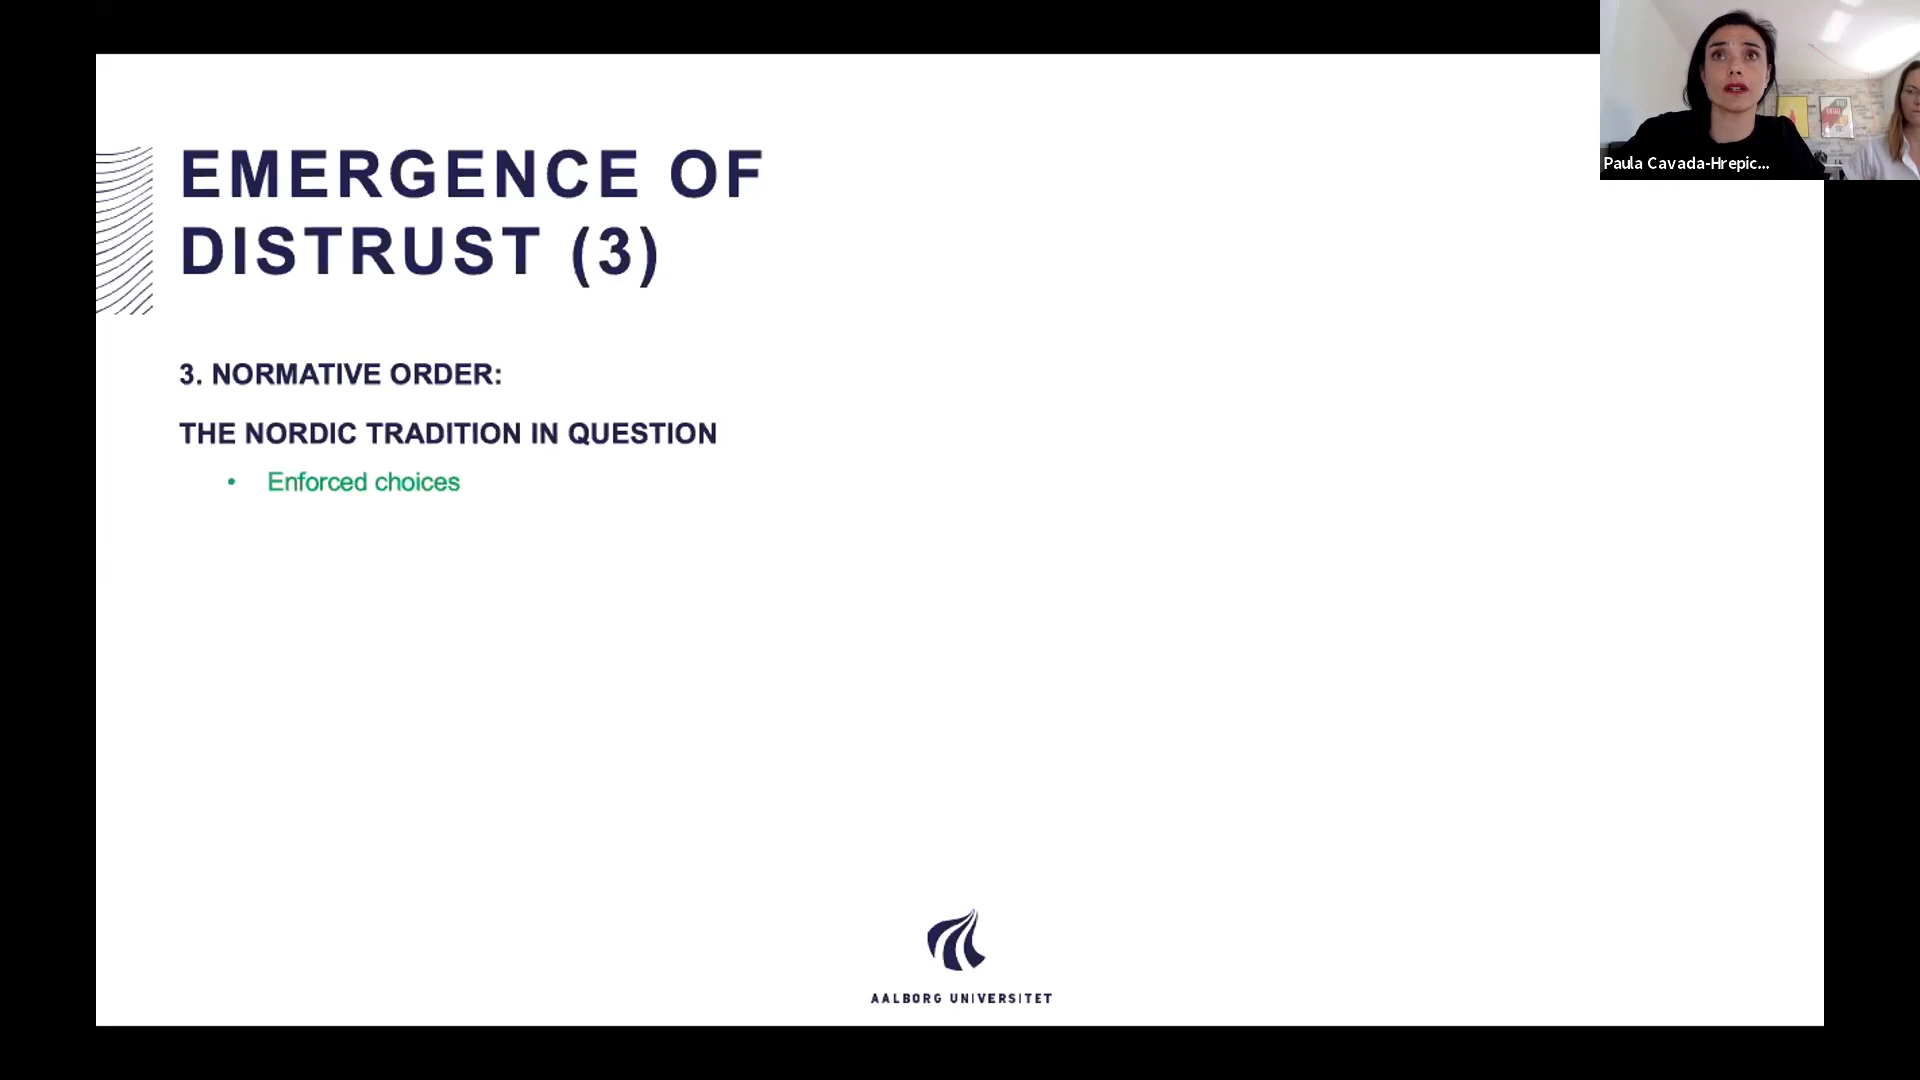 EMERGENCE OF
DISTRUST (3)
3. NORMATIVE ORDER:
THE NORDIC TRADITION IN QUESTION
• Enforced choices
AALBORG UNIVERSITET
Paula Cavada-Hrepic...